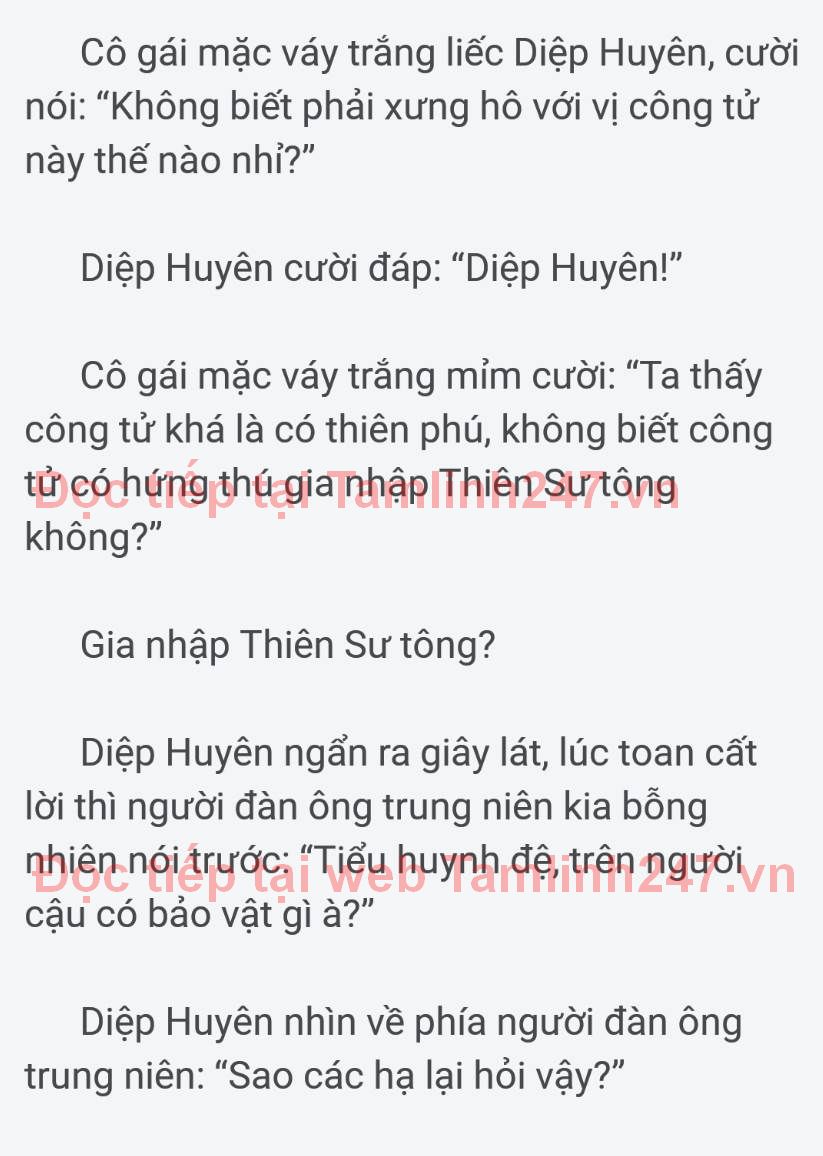 Cô gái mặc váy trắng liếc Diệp Huyên, cười
nói: “Không biết phải xưng hô với vị công tử
này thế nào nhỉ?”
Diệp Huyên cười đáp: “Diệp Huyên!”
Cô gái mặc váy trắng mỉm cười: “Ta thấy
công tử khá là có thiên phú, không biết công
tử có hứng thú gia nhập Thiên Sư tông
Đọc tiếp tại Tamlinh247.vn
không?”
Gia nhập Thiên Sư tông?
Diệp Huyên ngẩn ra giây lát, lúc toan cất
lời thì người đàn ông trung niên kia bỗng
nhiên nói trước: “Tiểu huynh đệ, trên người
Đọc tiếp tại web Tamlinh247.vn
cậu có bảo vật gì à?”
Diệp Huyên nhìn về phía người đàn ông
trung niên: “Sao các hạ lại hỏi vậy?”